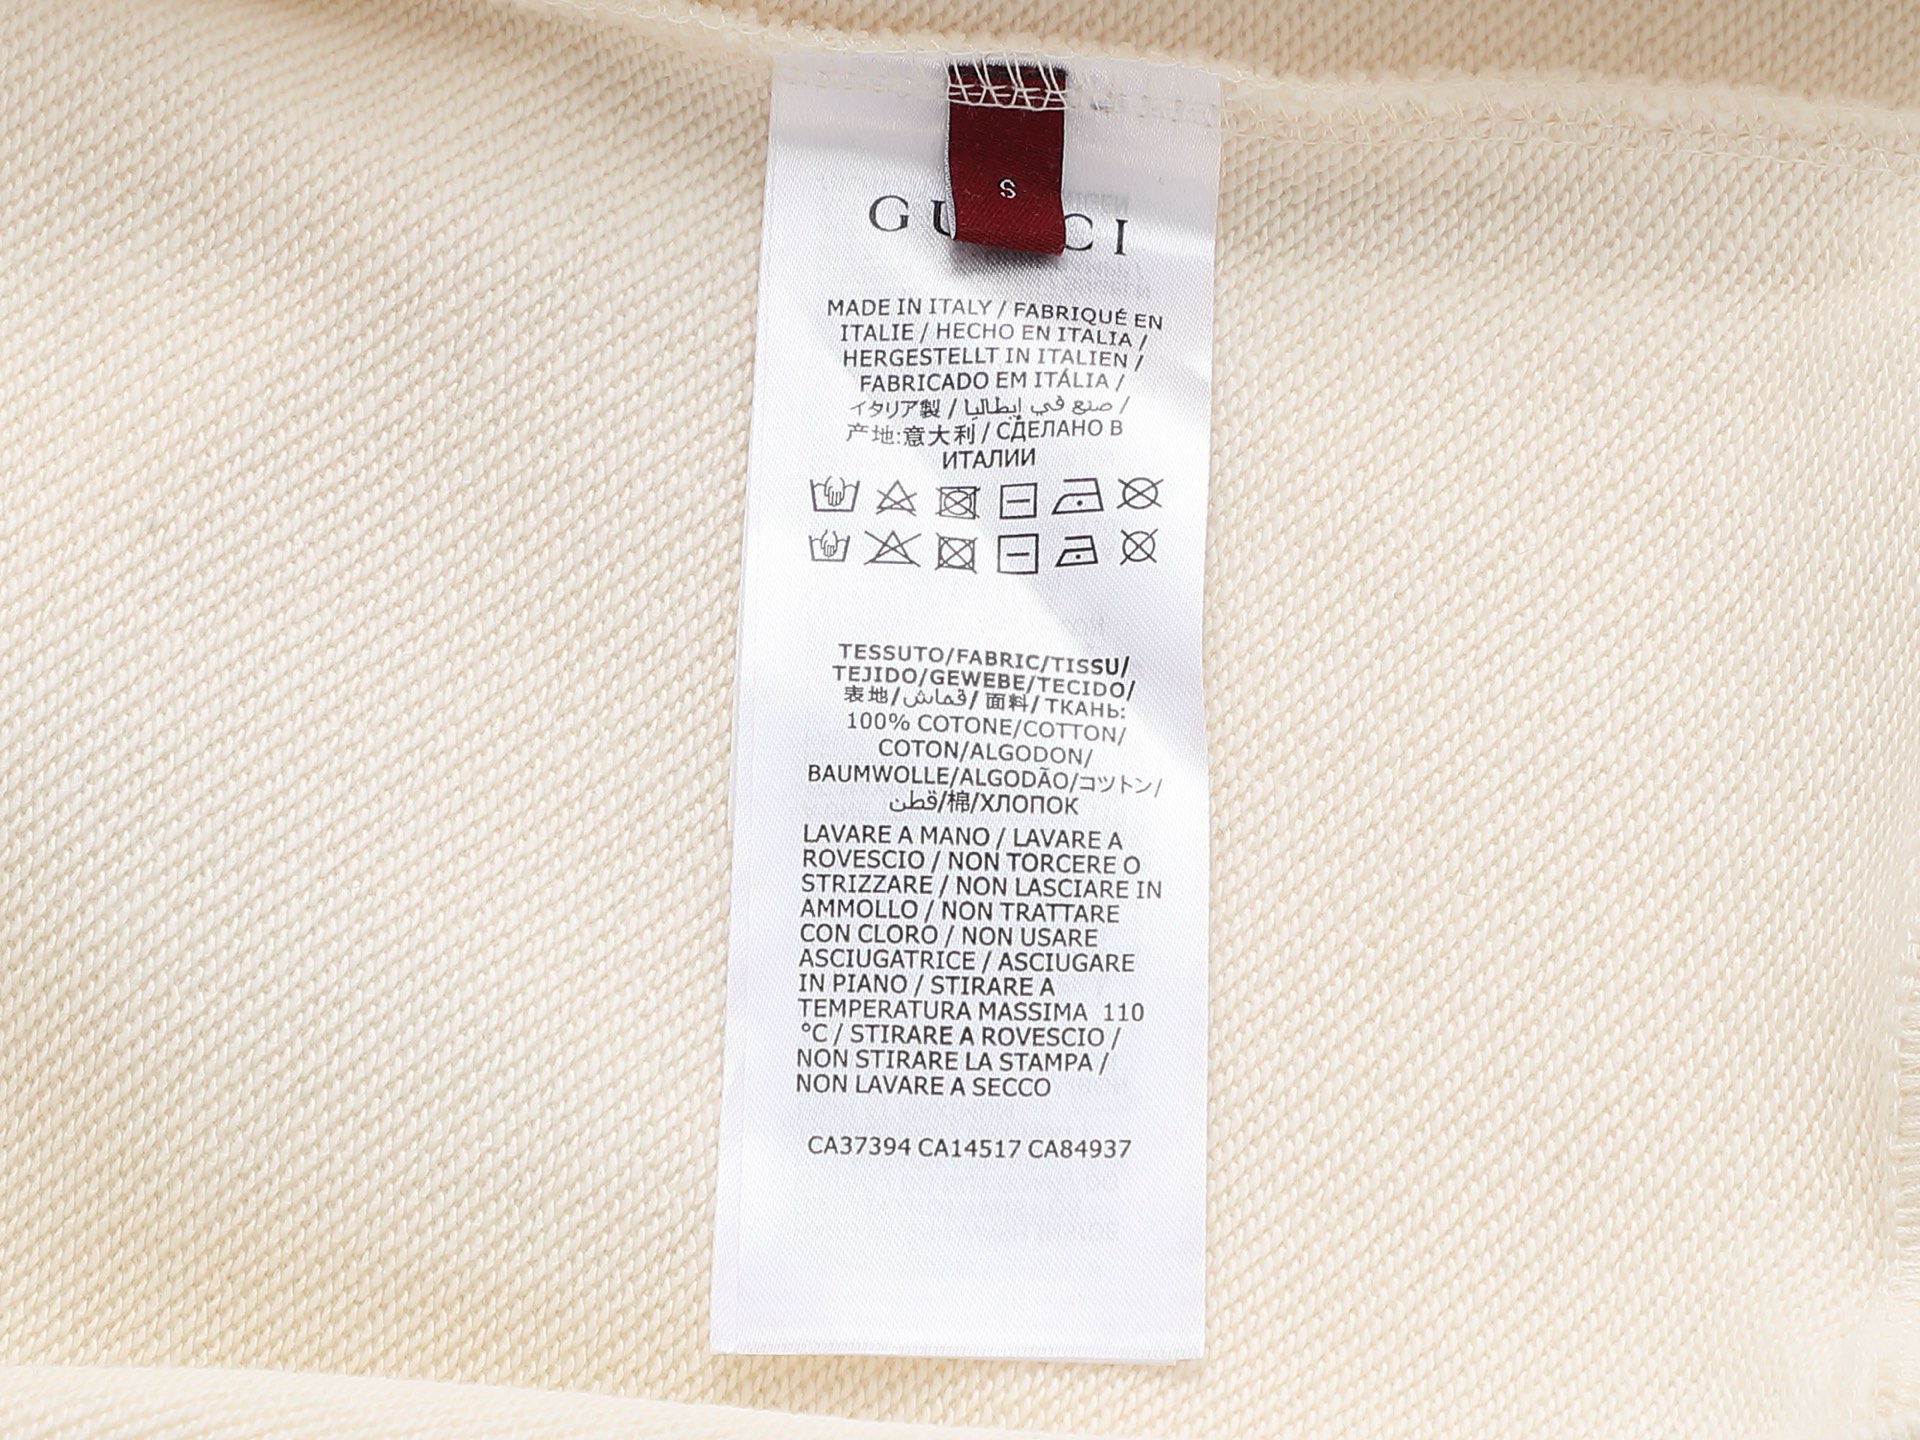 S
GUCCI
MADE IN ITALY / FABRIQUÉ EN
ITALIE / HECHO EN ITALIA /
HERGESTELLT IN ITALIEN /
FABRICADO EM ITÁLIA /
イタリア製 / صنع في إيطاليا /
产地:意大利 / СДЕЛАНО В
ИТАЛИИ
TESSUTO/FABRIC/TISSU/
TEJIDO/GEWEBE/TECIDO/
表地/قماش/面料/ТКАНЬ:
100% COTONE/COTTON/
COTON/ALGODON/
BAUMWOLLE/ALGODÃO/コットン/
قطن/棉/ХЛОПОК
LAVARE A MANO / LAVARE A
ROVESCIO / NON TORCERE O
STRIZZARE / NON LASCIARE IN
AMMOLLO / NON TRATTARE
CON CLORO / NON USARE
ASCIUGATRICE / ASCIUGARE
IN PIANO / STIRARE A
TEMPERATURA MASSIMA 110
°C / STIRARE A ROVESCIO /
NON STIRARE LA STAMPA /
NON LAVARE A SECCO
CA37394 CA14517 CA84937